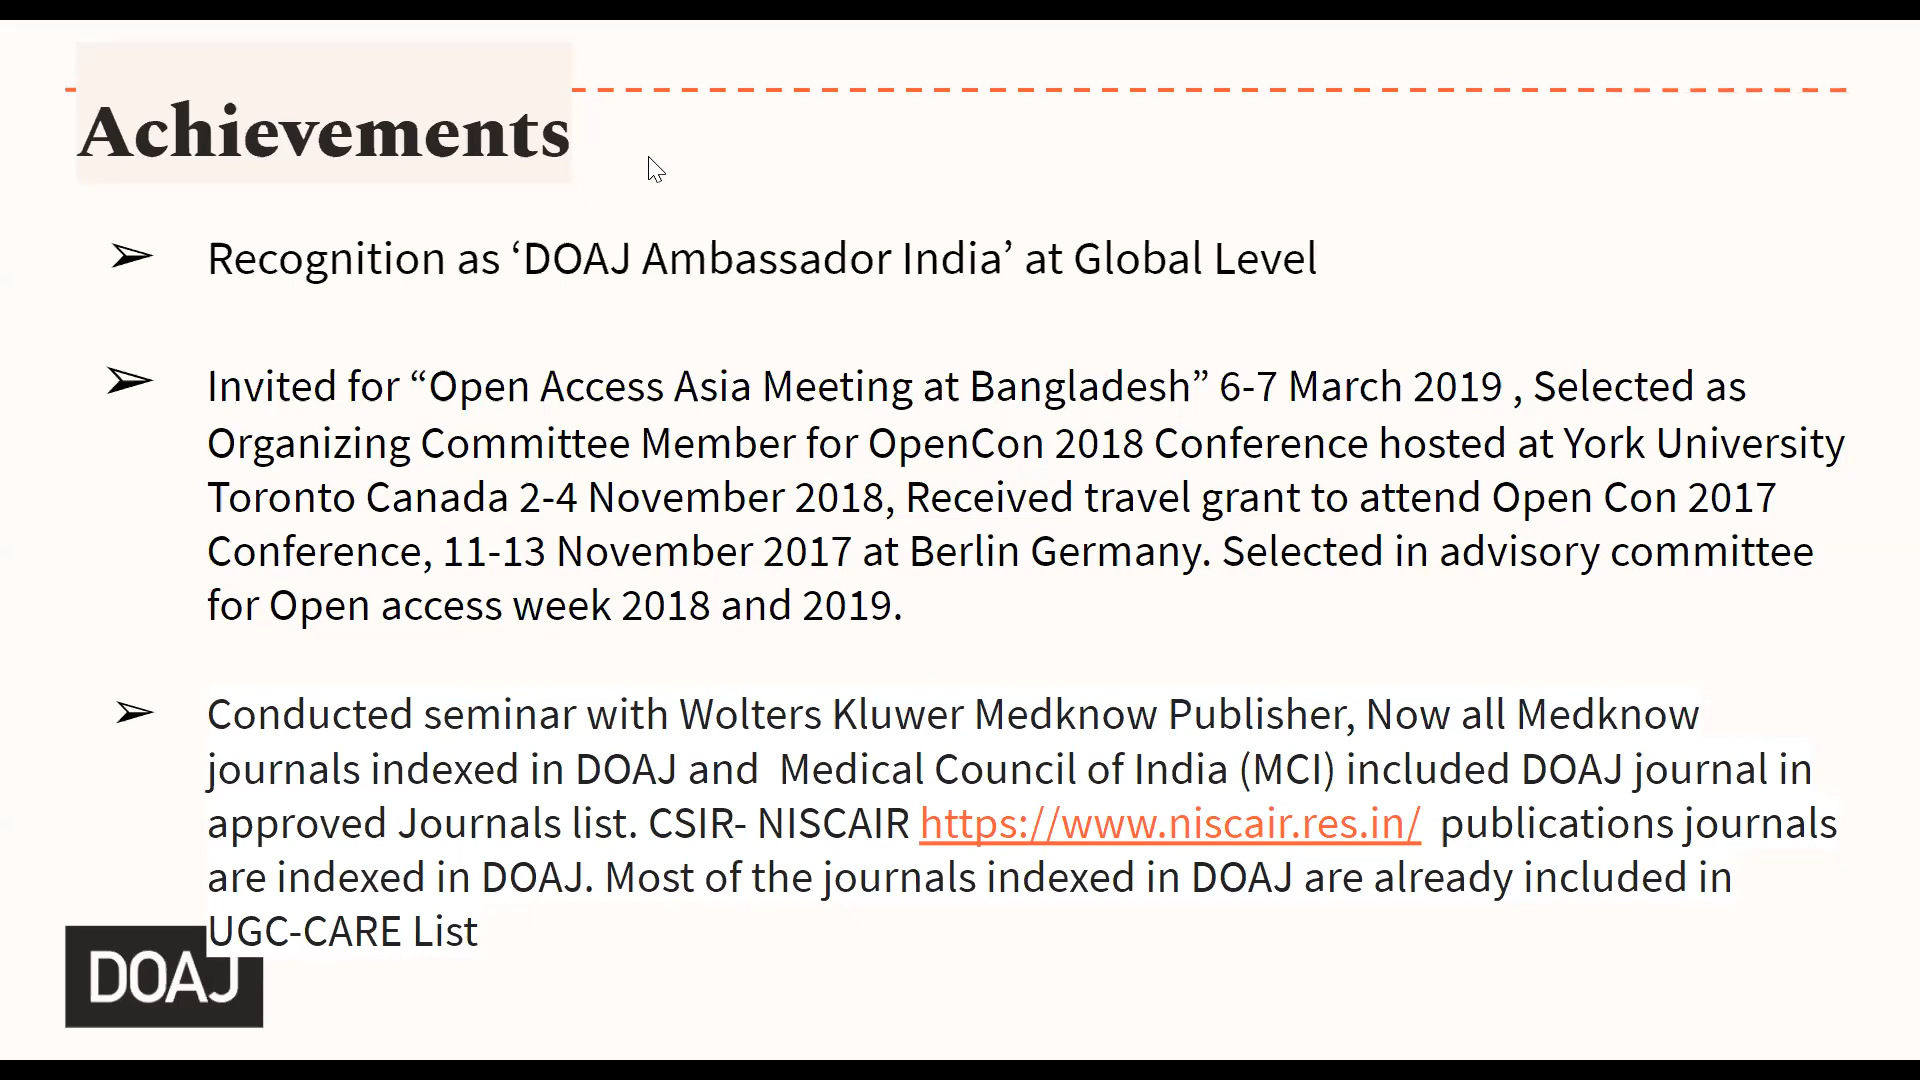 Achievements
➢ Recognition as ‘DOAJ Ambassador India’ at Global Level
➢ Invited for “Open Access Asia Meeting at Bangladesh” 6-7 March 2019 , Selected as
Organizing Committee Member for OpenCon 2018 Conference hosted at York University
Toronto Canada 2-4 November 2018, Received travel grant to attend Open Con 2017
Conference, 11-13 November 2017 at Berlin Germany. Selected in advisory committee
for Open access week 2018 and 2019.
➢ Conducted seminar with Wolters Kluwer Medknow Publisher, Now all Medknow
journals indexed in DOAJ and  Medical Council of India (MCI) included DOAJ journal in
approved Journals list. CSIR- NISCAIR https://www.niscair.res.in/  publications journals
are indexed in DOAJ. Most of the journals indexed in DOAJ are already included in
UGC-CARE List
DOAJ